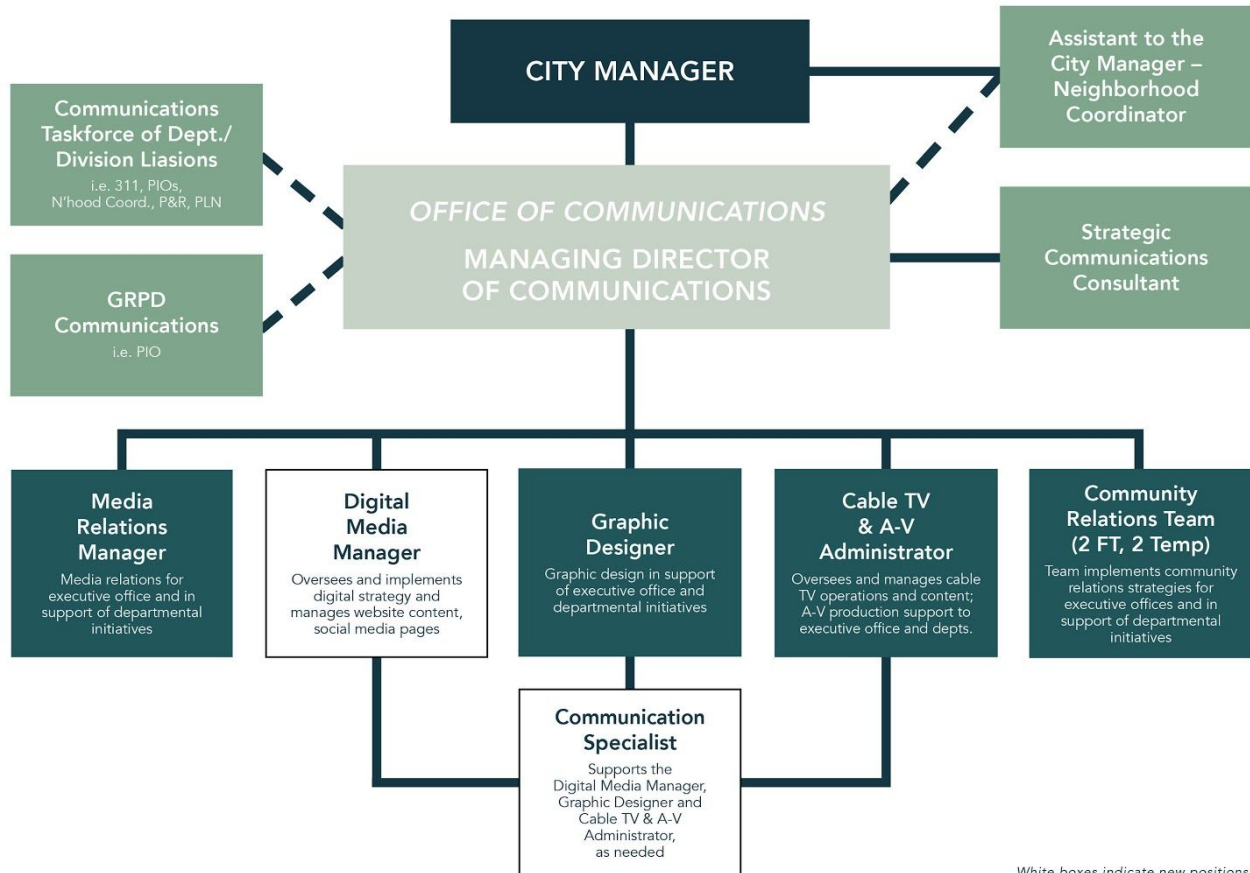 CITY MANAGER
Assistant to the
City Manager –
Neighborhood
Coordinator
Communications
Taskforce of Dept./
Division Liasions
i.e. 311, PIOs,
N'hood Coord., P&R, PLN
OFFICE OF COMMUNICATIONS
MANAGING DIRECTOR
OF COMMUNICATIONS
Strategic
Communications
Consultant
GRPD
Communications
i.e. PIO
Media
Relations
Manager
Media relations for
executive office and in
support of departmental
initiatives
Digital
Media
Manager
Oversees and implements
digital strategy and
manages website content,
social media pages
Graphic
Designer
Graphic design in support
of executive office and
departmental initiatives
Cable TV
& A-V
Administrator
Oversees and manages cable
TV operations and content;
A-V production support to
executive office and depts.
Community
Relations Team
(2 FT, 2 Temp)
Team implements community
relations strategies for
executive offices and in
support of departmental
initiatives
Communication
Specialist
Supports the
Digital Media Manager,
Graphic Designer and
Cable TV & A-V
Administrator,
as needed
White boxes indicate new positions